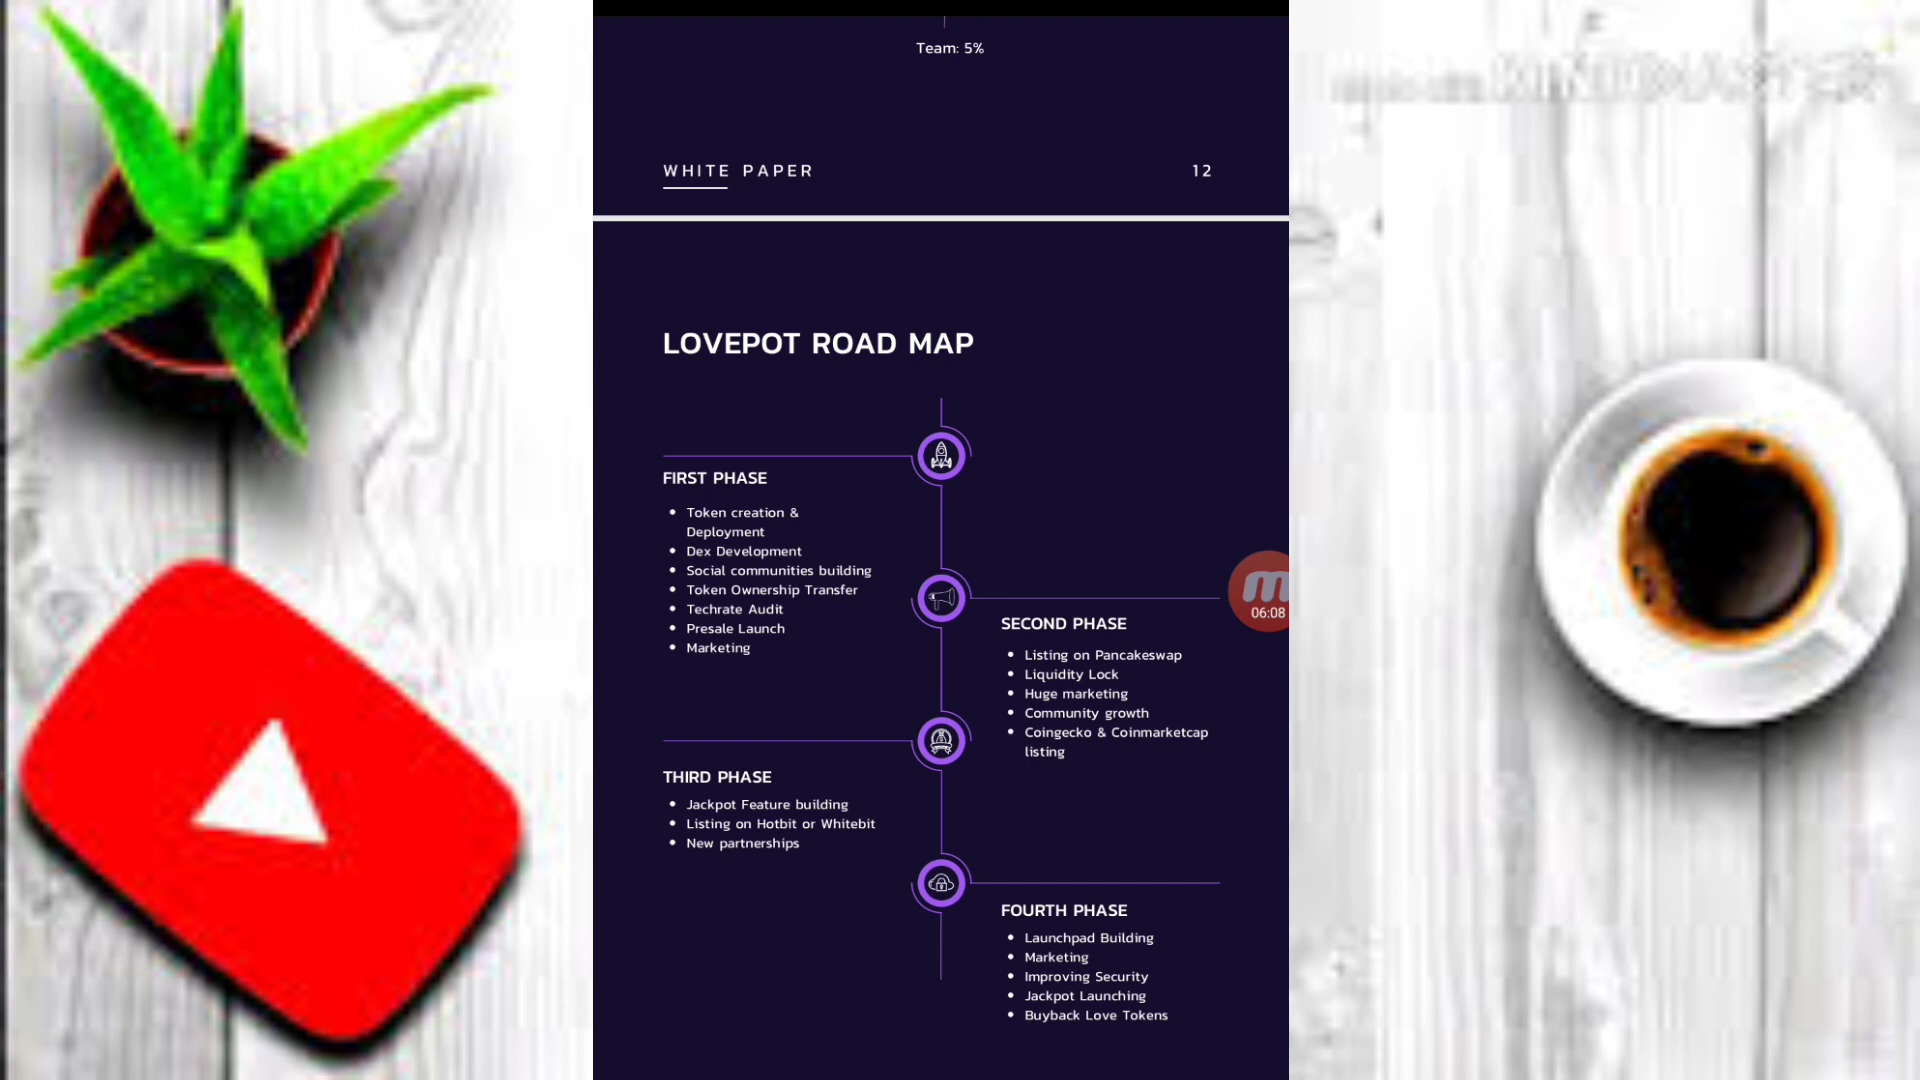 Team: 5%
WHITE PAPER
12
LOVEPOT ROAD MAP
FIRST PHASE
Token creation &
Deployment
Dex Development
Social communities building
Token Ownership Transfer
Techrate Audit
Presale Launch
Marketing
06:08
SECOND PHASE
Listing on Pancakeswap
Liquidity Lock
Huge marketing
Community growth
Coingecko & Coinmarketcap
listing
THIRD PHASE
Jackpot Feature building
Listing on Hotbit or Whitebit
New partnerships
FOURTH PHASE
Launchpad Building
Marketing
Improving Security
Jackpot Launching
Buyback Love Tokens